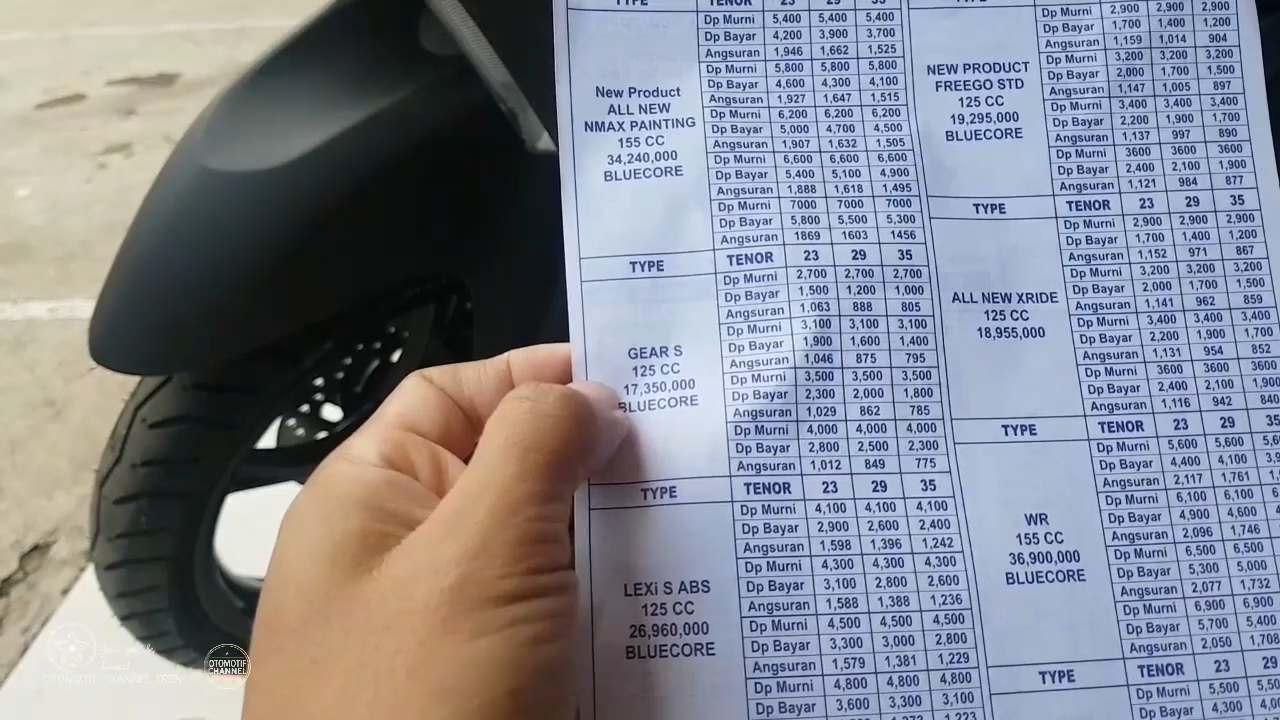 TYPE TENOR 23 29 35
New Product
ALL NEW
NMAX PAINTING
155 CC
34,240,000
BLUECORE
Dp Murni 5,400 5,400 5,400
Dp Bayar 4,200 3,900 3,700
Angsuran 1,946 1,662 1,525
Dp Murni 5,800 5,800 5,800
Dp Bayar 4,600 4,300 4,100
Angsuran 1,927 1,647 1,515
Dp Murni 6,200 6,200 6,200
Dp Bayar 5,000 4,700 4,500
Angsuran 1,907 1,632 1,505
Dp Murni 6,600 6,600 6,600
Dp Bayar 5,400 5,100 4,900
Angsuran 1,888 1,618 1,495
Dp Murni 7000 7000 7000
Dp Bayar 5,800 5,500 5,300
Angsuran 1869 1603 1456
TYPE TENOR 23 29 35
GEAR S
125 CC
17,350,000
BLUECORE
Dp Murni 2,700 2,700 2,700
Dp Bayar 1,500 1,200 1,000
Angsuran 1,063 888 805
Dp Murni 3,100 3,100 3,100
Dp Bayar 1,900 1,600 1,400
Angsuran 1,046 875 795
Dp Murni 3,500 3,500 3,500
Dp Bayar 2,300 2,000 1,800
Angsuran 1,029 862 785
Dp Murni 4,000 4,000 4,000
Dp Bayar 2,800 2,500 2,300
Angsuran 1,012 849 775
TYPE TENOR 23 29 35
LEXi S ABS
125 CC
26,960,000
BLUECORE
Dp Murni 4,100 4,100 4,100
Dp Bayar 2,900 2,600 2,400
Angsuran 1,598 1,396 1,242
Dp Murni 4,300 4,300 4,300
Dp Bayar 3,100 2,800 2,600
Angsuran 1,588 1,388 1,236
Dp Murni 4,500 4,500 4,500
Dp Bayar 3,300 3,000 2,800
Angsuran 1,579 1,381 1,229
Dp Murni 4,800 4,800 4,800
Dp Bayar 3,600 3,300 3,100
1,223
NEW PRODUCT
FREEGO STD
125 CC
19,295,000
BLUECORE
Dp Murni 2,900 2,900 2,900
Dp Bayar 1,700 1,400 1,200
Angsuran 1,159 1,014 904
Dp Murni 3,200 3,200 3,200
Dp Bayar 2,000 1,700 1,500
Angsuran 1,147 1,005 897
Dp Murni 3,400 3,400 3,400
Dp Bayar 2,200 1,900 1,700
Angsuran 1,137 997 890
Dp Murni 3600 3600 3600
Dp Bayar 2,400 2,100 1,900
Angsuran 1,121 984 877
TYPE TENOR 23 29 35
ALL NEW XRIDE
125 CC
18,955,000
Dp Murni 2,900 2,900 2,900
Dp Bayar 1,700 1,400 1,200
Angsuran 1,152 971 867
Dp Murni 3,200 3,200 3,200
Dp Bayar 2,000 1,700 1,500
Angsuran 1,141 962 859
Dp Murni 3,400 3,400 3,400
Dp Bayar 2,200 1,900 1,700
Angsuran 1,131 954 852
Dp Murni 3600 3600 3600
Dp Bayar 2,400 2,100 1,900
Angsuran 1,116 942 840
TYPE TENOR 23 29 35
WR
155 CC
36,900,000
BLUECORE
Dp Murni 5,600 5,600
Dp Bayar 4,400 4,100
Angsuran 2,117 1,761
Dp Murni 6,100 6,100
Dp Bayar 4,900 4,600
Angsuran 2,096 1,746
Dp Murni 6,500 6,500
Dp Bayar 5,300 5,000
Angsuran 2,077 1,732
Dp Murni 6,900 6,900
Dp Bayar 5,700 5,400
Angsuran 2,050 1,708
TYPE TENOR 23 29
Dp Murni 5,500
Dp Bayar 4,300
OTOMOTIF CHANNEL TRIN
OTOMOTIF
CHANNEL